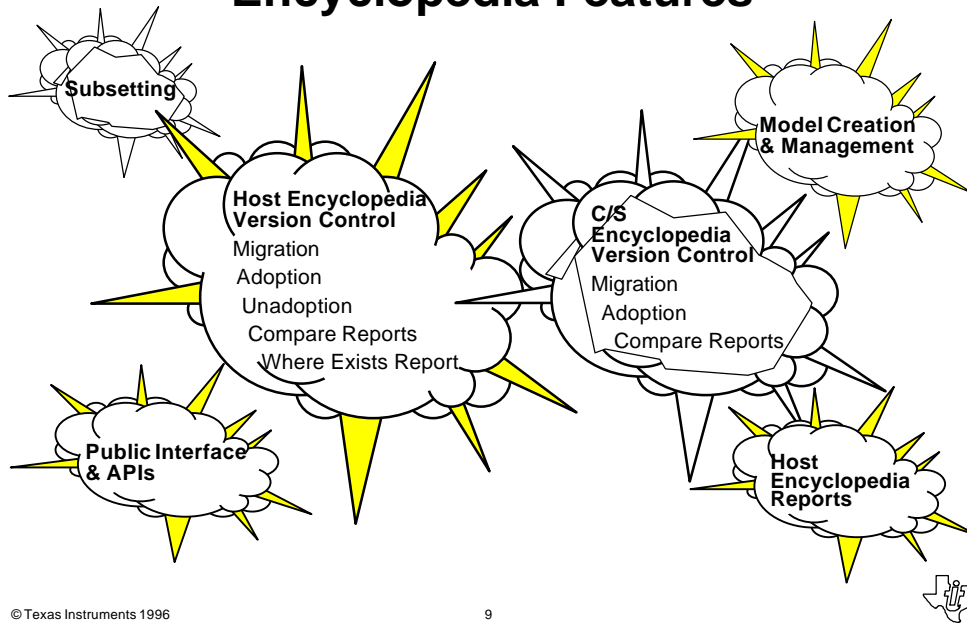 Encyclopedia Features
Subsetting
Model Creation
& Management
Host Encyclopedia
Version Control
Migration
Adoption
Unadoption
Compare Reports
Where Exists Report
C/S
Encyclopedia
Version Control
Migration
Adoption
Compare Reports
Public Interface
& APIs
Host
Encyclopedia
Reports
© Texas Instruments 1996
9